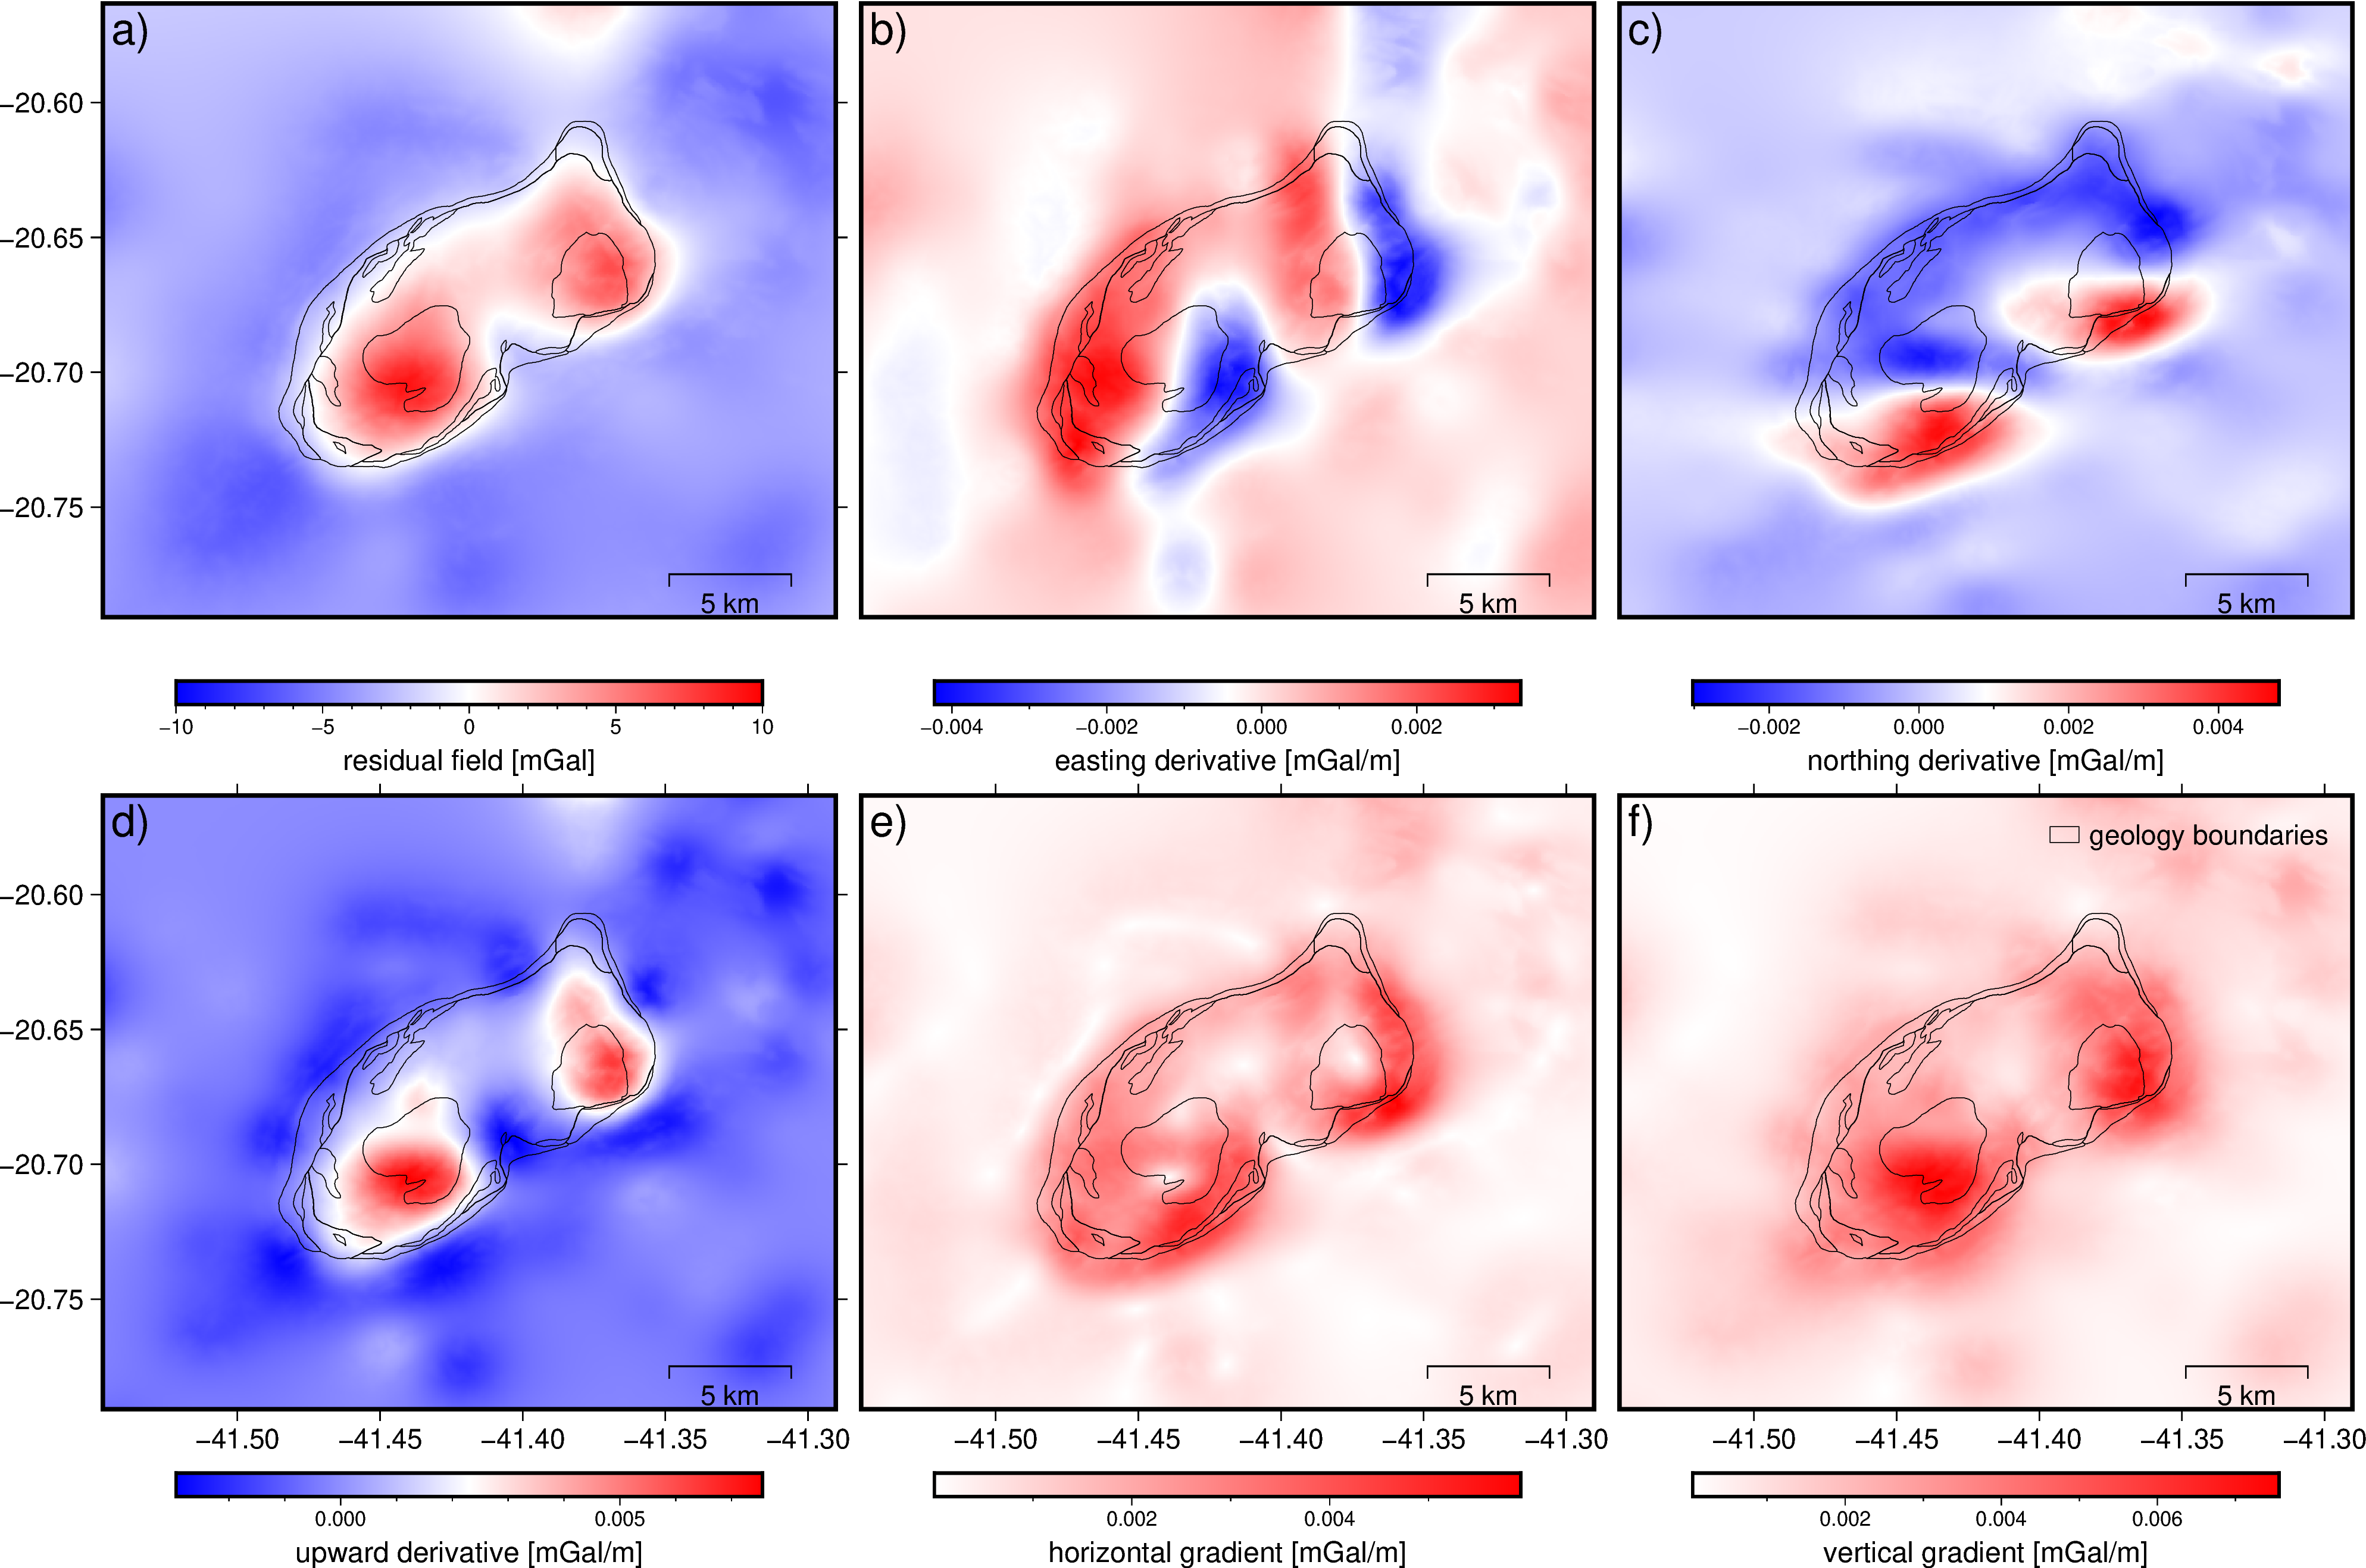 a)
b)
c)
−20.60
−20.65
−20.70
−20.75
5 km
5 km
5 km
−10 −5 0 5 10
residual field [mGal]
−0.004 −0.002 0.000 0.002
easting derivative [mGal/m]
−0.002 0.000 0.002 0.004
northing derivative [mGal/m]
d)
e)
f)
geology boundaries
−20.60
−20.65
−20.70
−20.75
5 km
5 km
5 km
−41.50 −41.45 −41.40 −41.35 −41.30
−41.50 −41.45 −41.40 −41.35 −41.30
−41.50 −41.45 −41.40 −41.35 −41.30
0.000 0.005
upward derivative [mGal/m]
0.002 0.004
horizontal gradient [mGal/m]
0.002 0.004 0.006
vertical gradient [mGal/m]